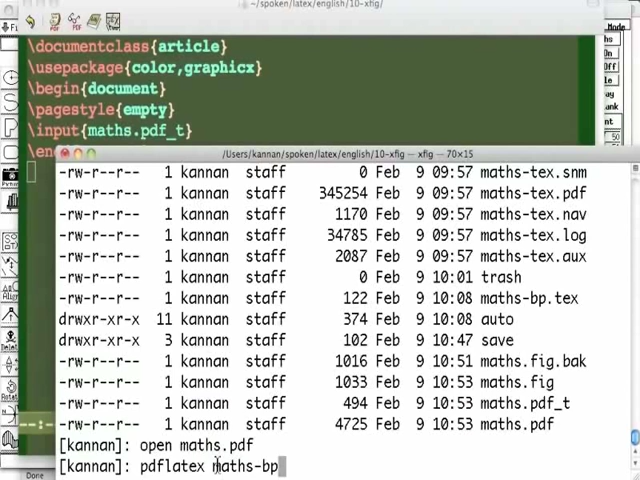 ~/spoken/latex/english/10-xfig/
\documentclass{article}
\usepackage{color,graphicx}
\begin{document}
\pagestyle{empty}
\input{maths.pdf_t}
\en
/Users/kannan/spoken/latex/english/10-xfig — xfig — 70×15
-rw-r--r-- 1 kannan staff 0 Feb 9 09:57 maths-tex.snm
-rw-r--r-- 1 kannan staff 345254 Feb 9 09:57 maths-tex.pdf
-rw-r--r-- 1 kannan staff 1170 Feb 9 09:57 maths-tex.nav
-rw-r--r-- 1 kannan staff 34785 Feb 9 09:57 maths-tex.log
-rw-r--r-- 1 kannan staff 2087 Feb 9 09:57 maths-tex.aux
-rw-r--r-- 1 kannan staff 0 Feb 9 10:01 trash
-rw-r--r-- 1 kannan staff 122 Feb 9 10:08 maths-bp.tex
drwxr-xr-x 11 kannan staff 374 Feb 9 10:08 auto
drwxr-xr-x 3 kannan staff 102 Feb 9 10:47 save
-rw-r--r-- 1 kannan staff 1016 Feb 9 10:51 maths.fig.bak
-rw-r--r-- 1 kannan staff 1033 Feb 9 10:53 maths.fig
-rw-r--r-- 1 kannan staff 494 Feb 9 10:53 maths.pdf_t
-rw-r--r-- 1 kannan staff 4725 Feb 9 10:53 maths.pdf
[kannan]: open maths.pdf
[kannan]: pdflatex maths-bp
Mode
Done